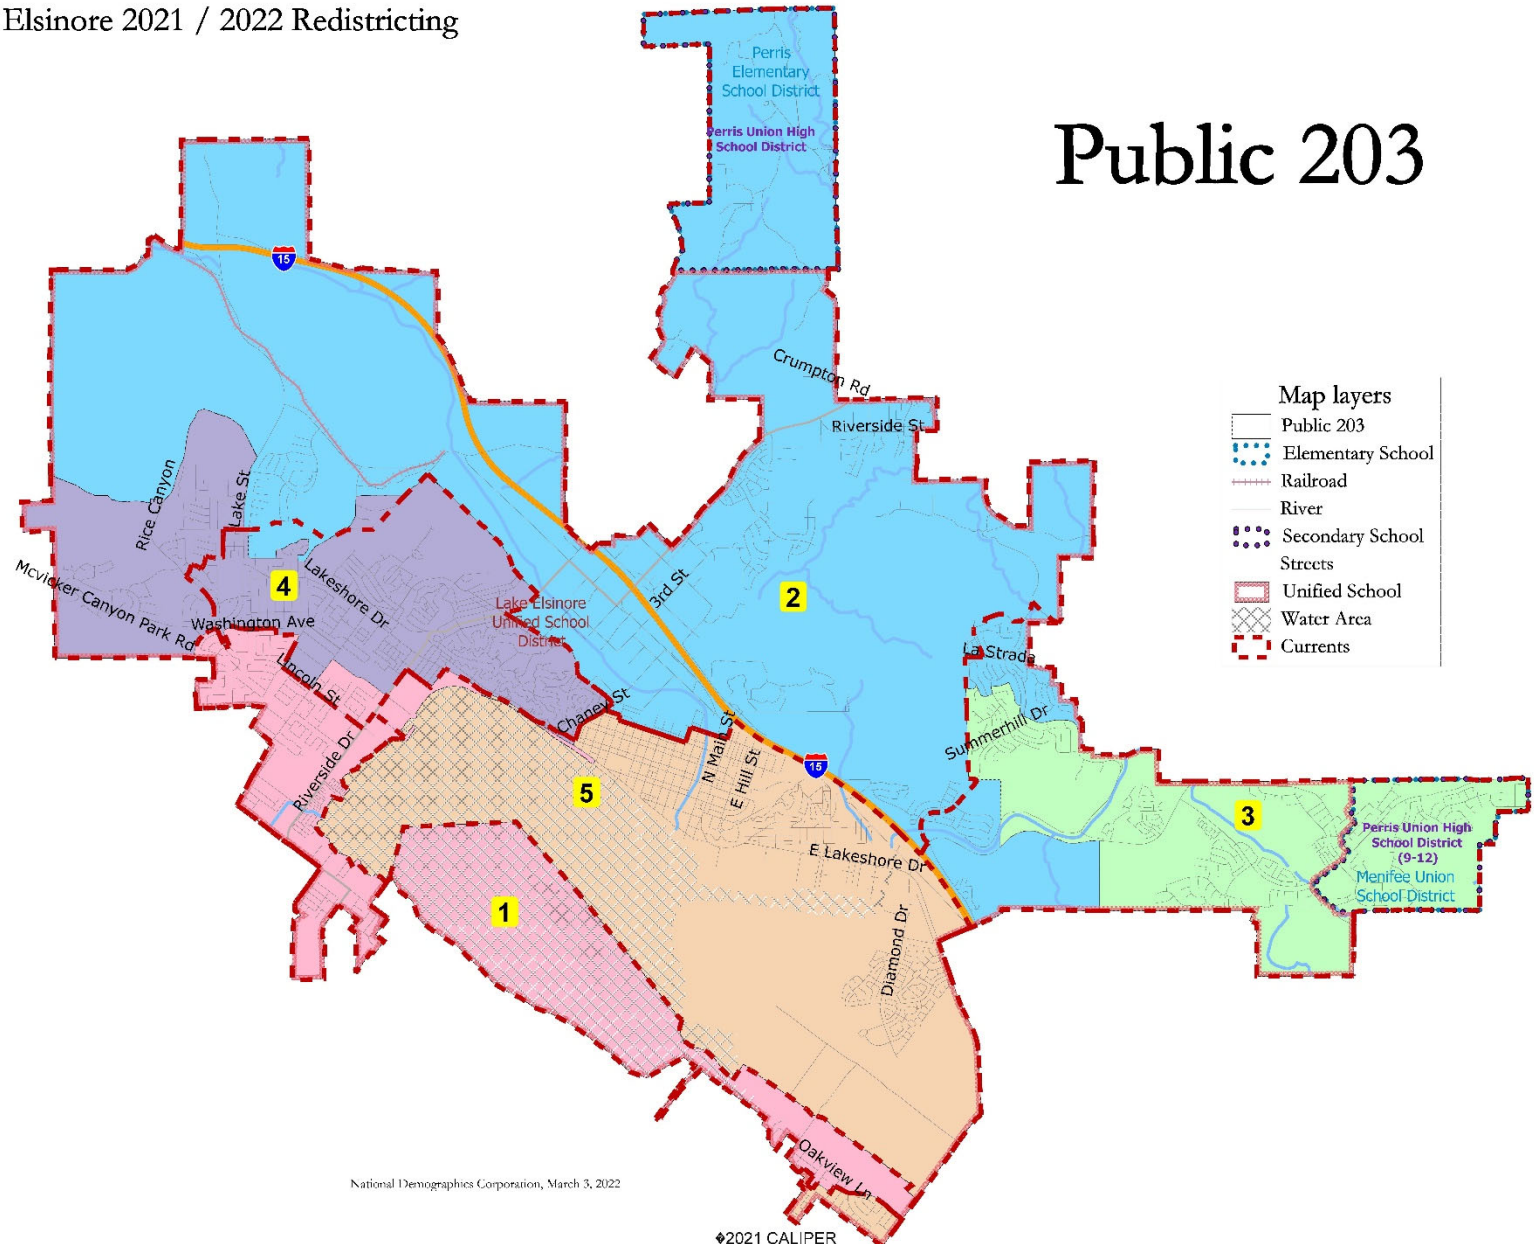 Elsinore 2021 / 2022 Redistricting
Public 203
Perris
Elementary
School District
Perris Union High
School District
15
Crumpton Rd
Riverside St
Map layers
Public 203
Elementary School
Railroad
River
Secondary School
Streets
Unified School
Water Area
Currents
Rice Canyon
Lake St
Mcvicker Canyon Park Rd
4
Lakeshore Dr
Washington Ave
Lake Elsinore
Unified School
District
3rd St
2
La Strada
Lincoln St
Chaney St
Summerhill Dr
Riverside Dr
N Main St
E Hill St
15
5
3
Perris Union High
School District
(9-12)
Menifee Union
School District
E Lakeshore Dr
1
Diamond Dr
Oakview Ln
National Demographics Corporation, March 3, 2022
�2021 CALIPER